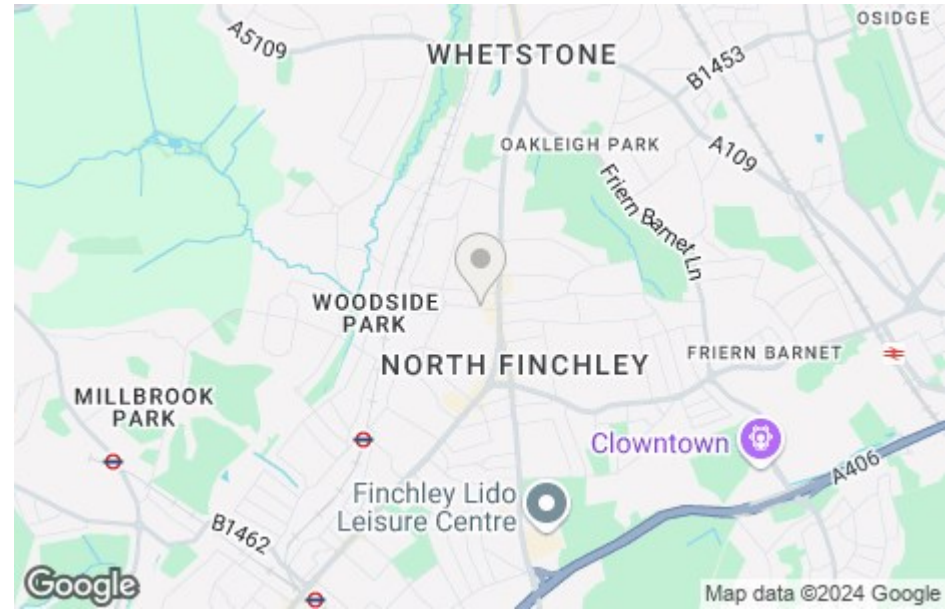 OSIDGE
A5109
WHETSTONE
B1453
OAKLEIGH PARK
A109
Friern Barnet Ln
WOODSIDE
PARK
NORTH FINCHLEY
FRIERN BARNET
MILLBROOK
PARK
Clowntown
A406
Finchley Lido
Leisure Centre
B1462
Google
Map data ©2024 Google